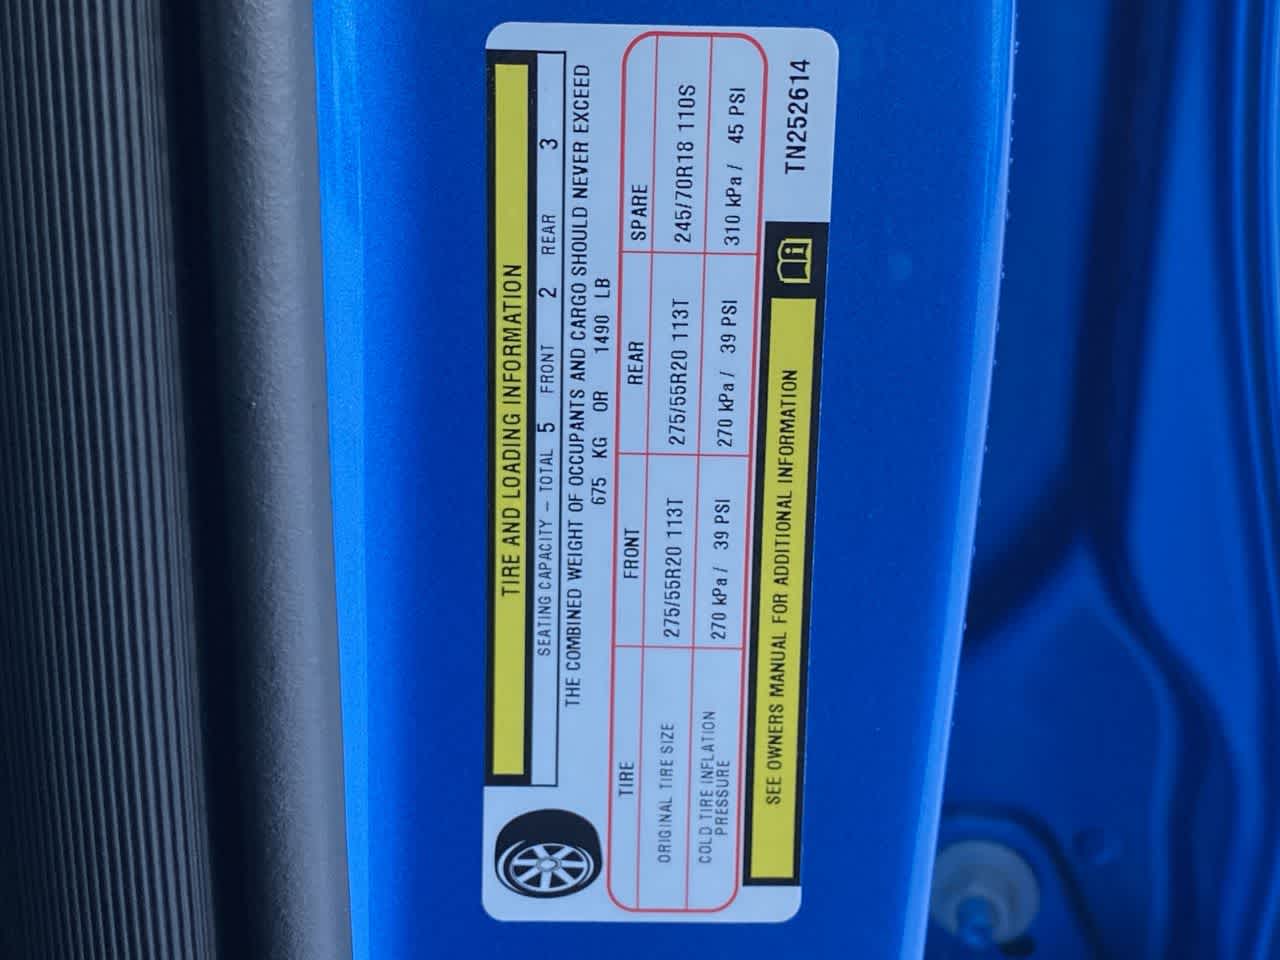 TIRE AND LOADING INFORMATION
SEATING CAPACITY – TOTAL 5 FRONT 2 REAR 3
THE COMBINED WEIGHT OF OCCUPANTS AND CARGO SHOULD NEVER EXCEED
675 KG OR 1490 LB
TIRE FRONT REAR SPARE
ORIGINAL TIRE SIZE 275/55R20 113T 275/55R20 113T 245/70R18 110S
COLD TIRE INFLATION
PRESSURE 270 kPa / 39 PSI 270 kPa / 39 PSI 310 kPa / 45 PSI
SEE OWNERS MANUAL FOR ADDITIONAL INFORMATION
TN252614